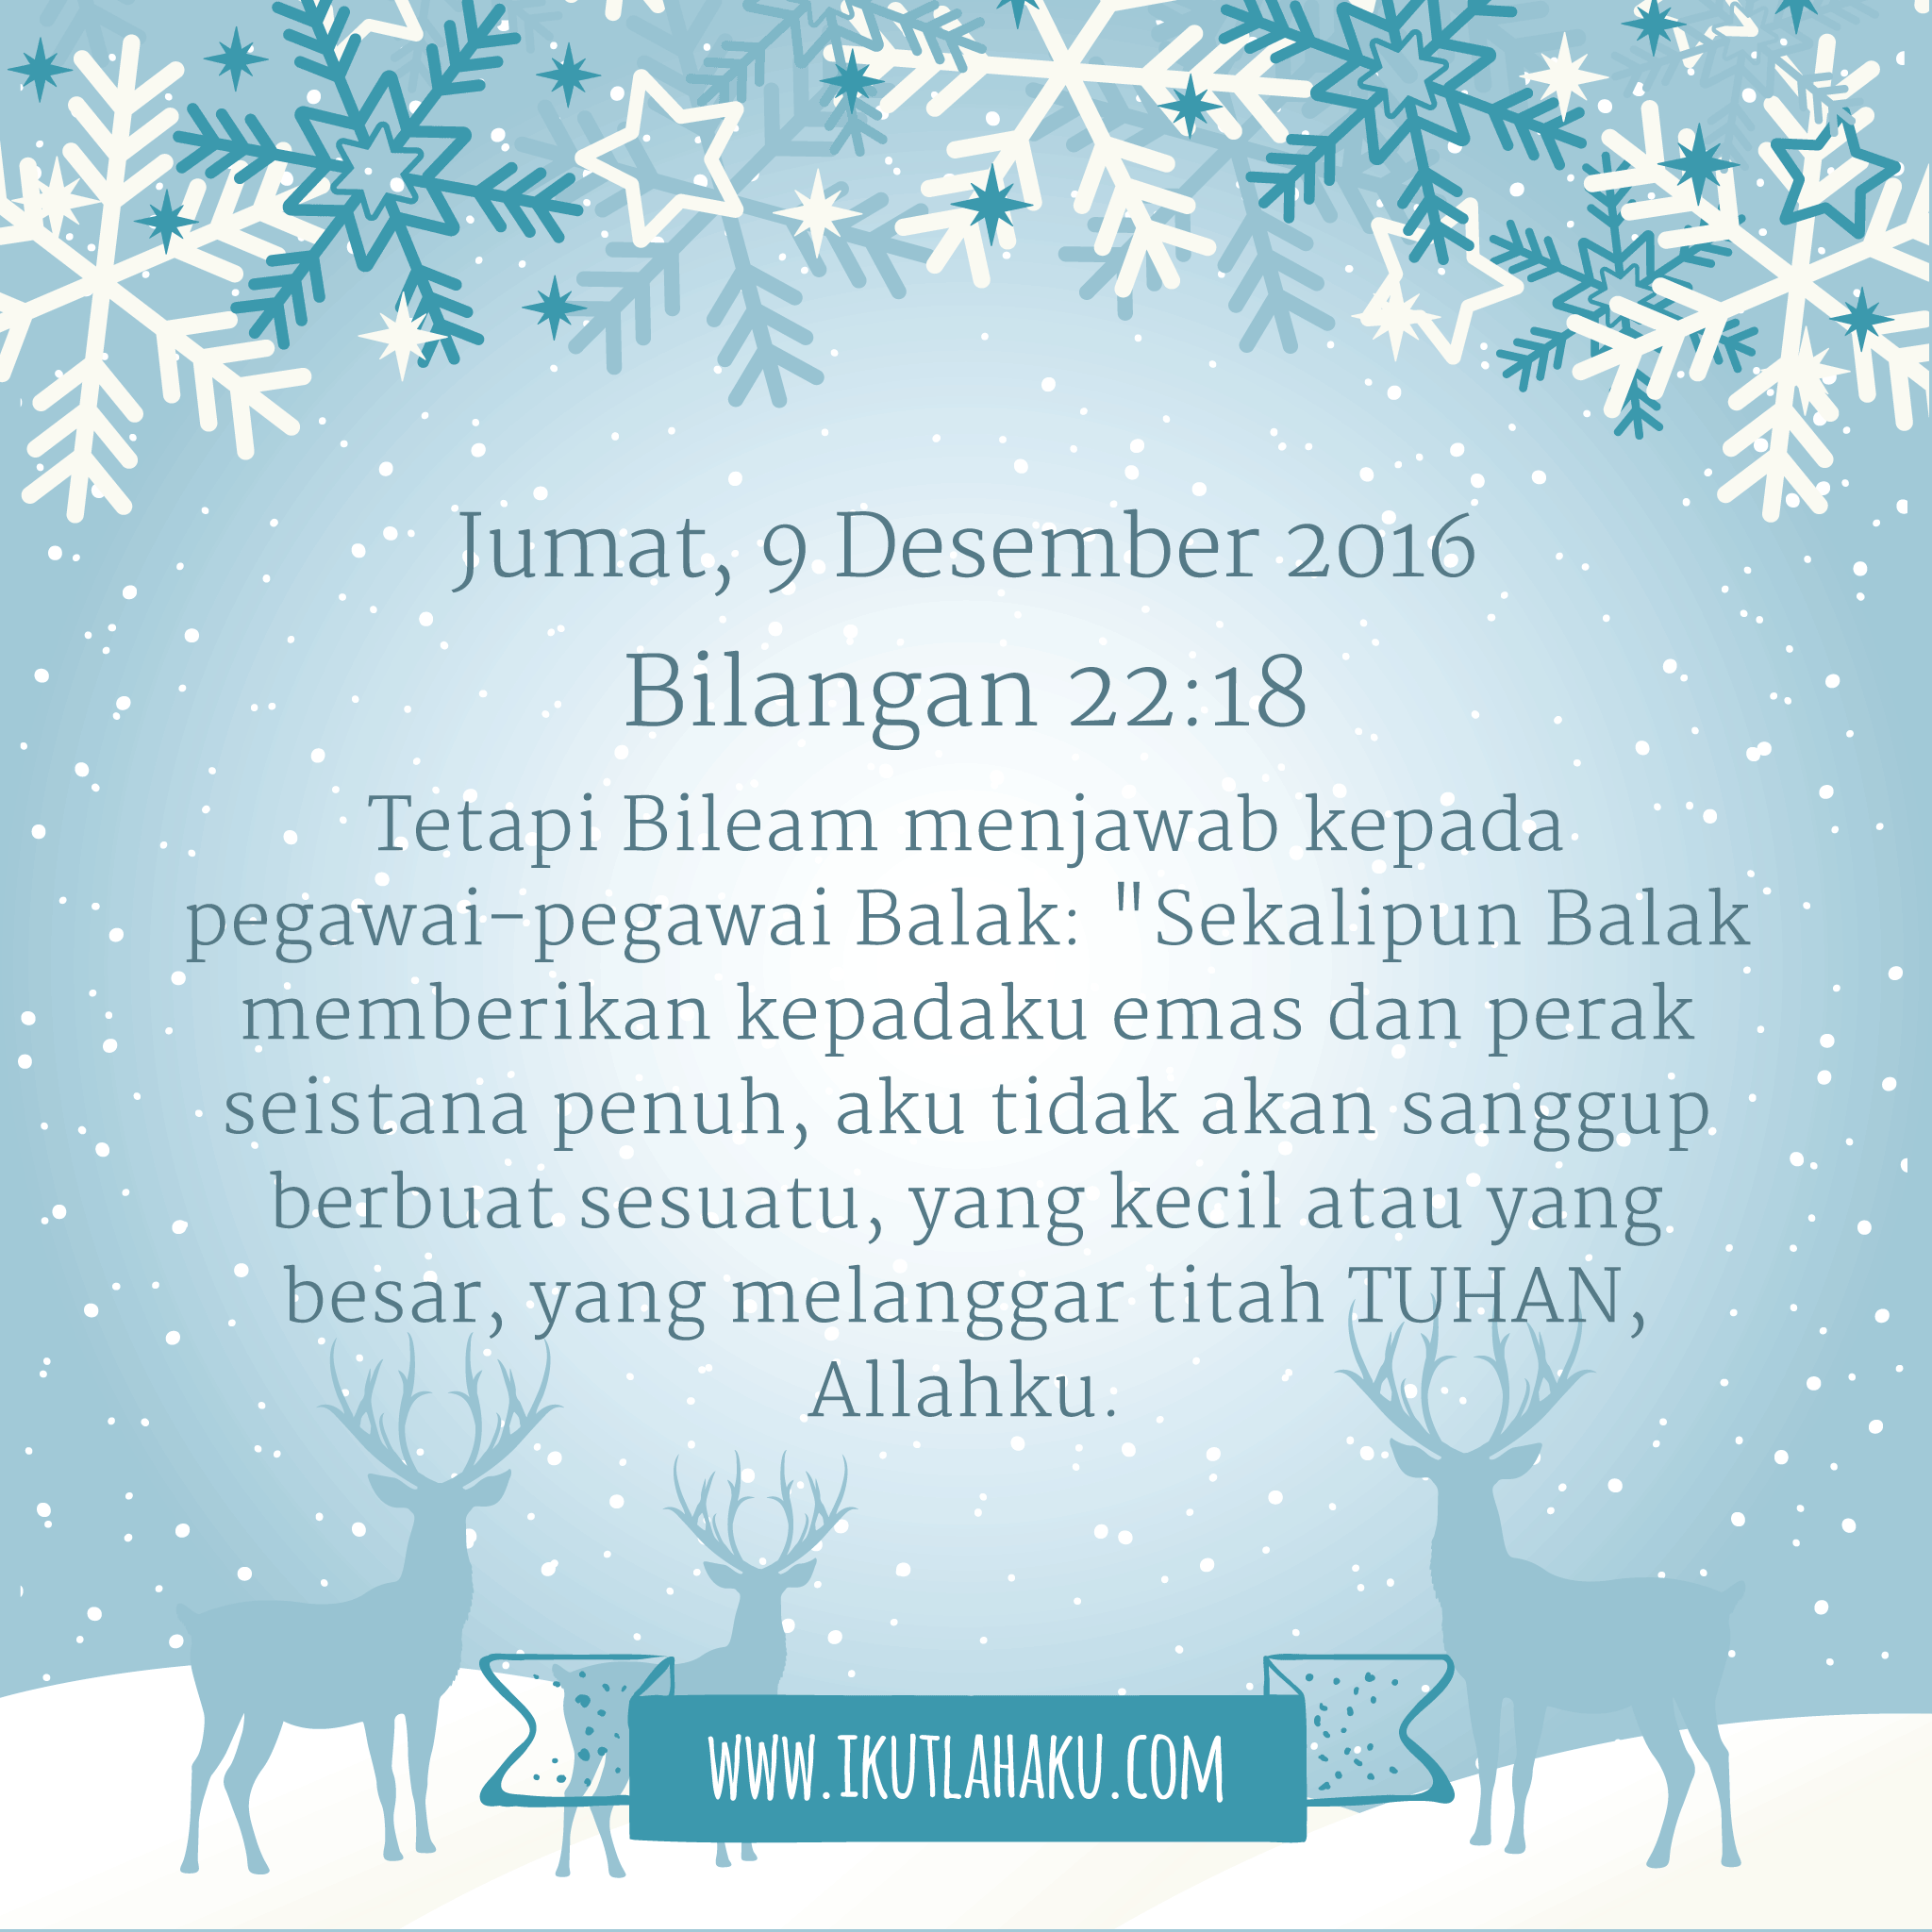 Jumat, 9 Desember 2016
Bilangan 22:18
Tetapi Bileam menjawab kepada
pegawai-pegawai Balak: "Sekalipun Balak
memberikan kepadaku emas dan perak
seistana penuh, aku tidak akan sanggup
berbuat sesuatu, yang kecil atau yang
besar, yang melanggar titah TUHAN,
Allahku.
WWW.IKUTLAHAKU.COM